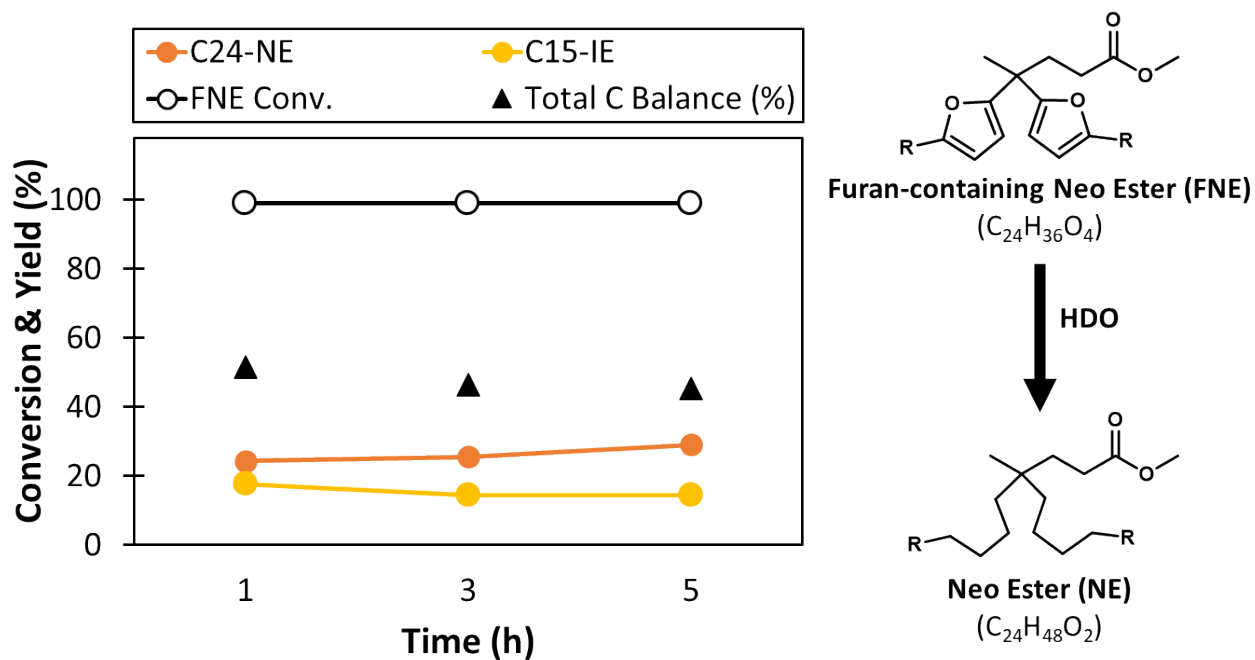 C24-NE
C15-IE
FNE Conv.
Total C Balance (%)
Conversion & Yield (%)
100
80
60
40
20
0
1
3
5
Time (h)
O
O
O
O
R
R
Furan-containing Neo Ester (FNE)
(C₂₄H₃₆O₄)
HDO
O
O
R
R
Neo Ester (NE)
(C₂₄H₄₈O₂)